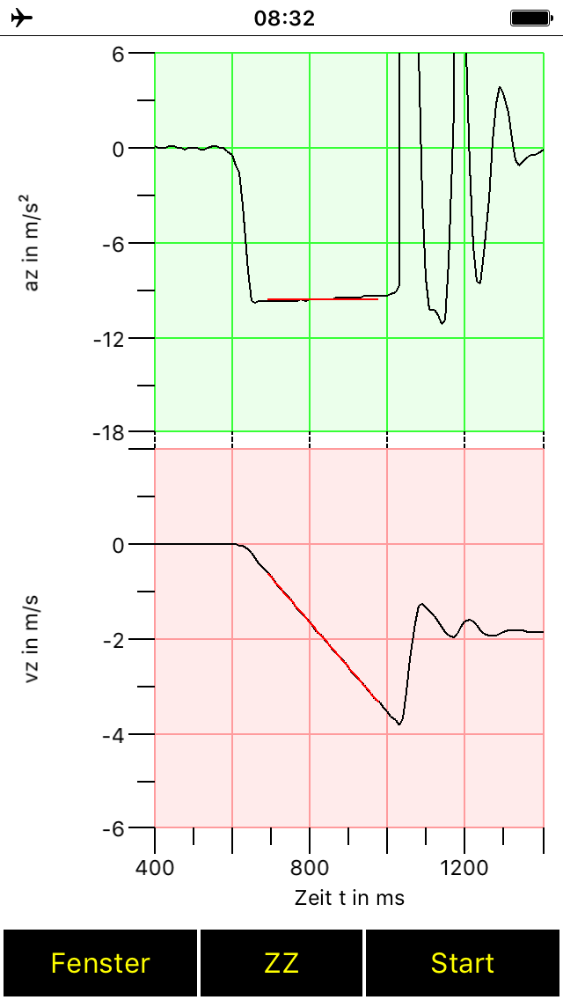 08:32
6
0
-6
-12
-18
az in m/s²
0
-2
-4
-6
vz in m/s
400 800 1200
Zeit t in ms
Fenster ZZ Start